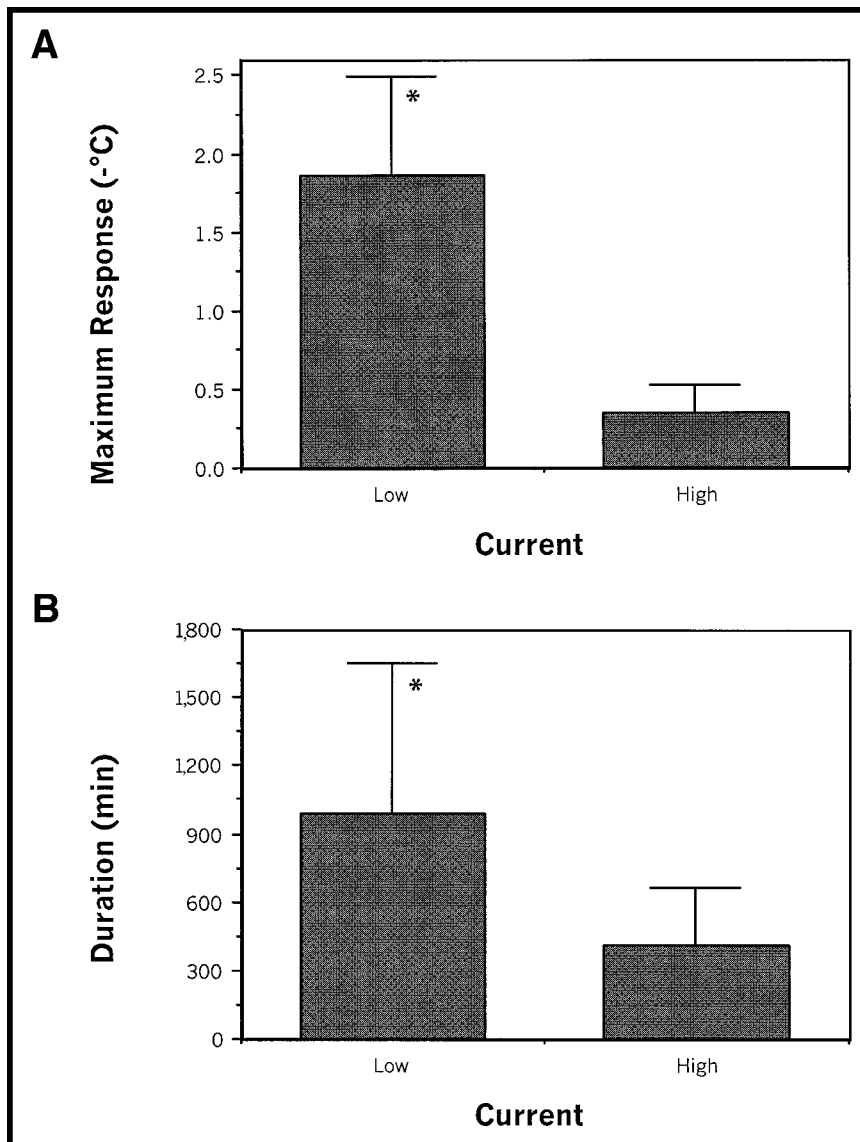 A
Maximum Response (-°C)
2.5
2.0
1.5
1.0
0.5
0.0
*
Low
High
Current
B
Duration (min)
1,800
1,500
1,200
900
600
300
0
*
Low
High
Current